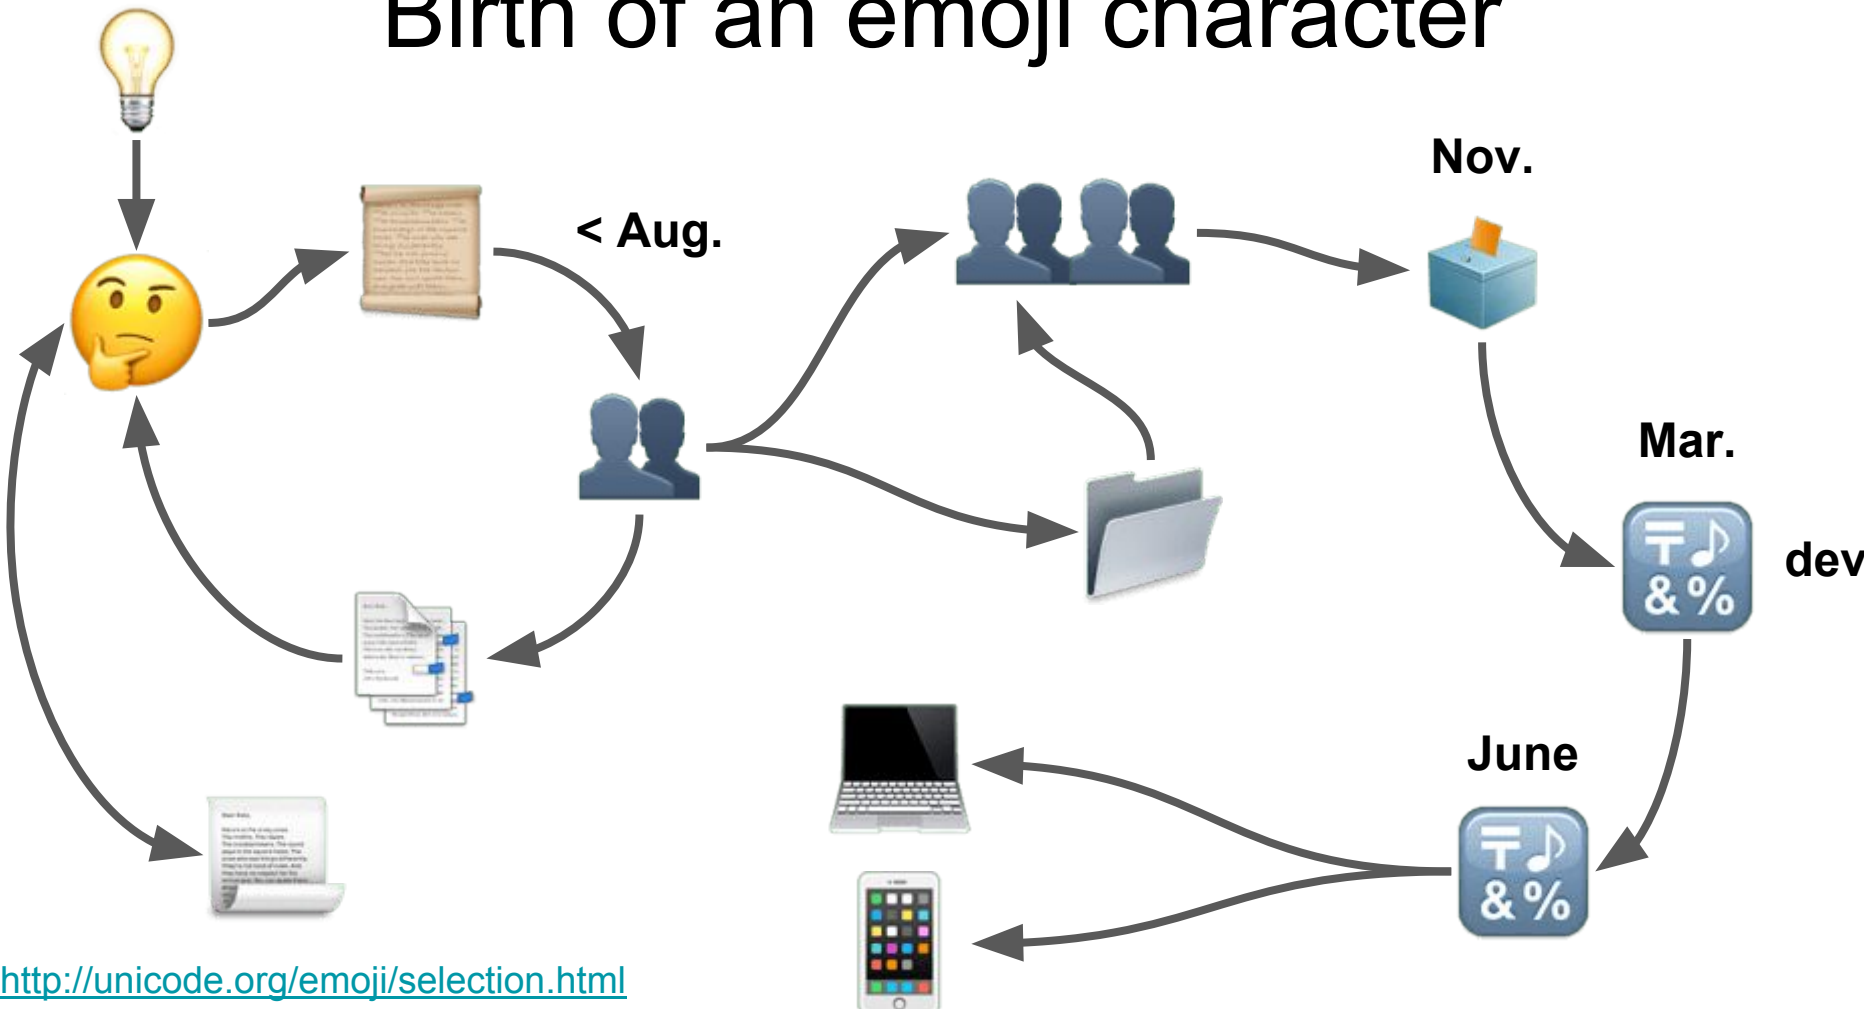 Birth of an emoji character
Nov.
< Aug.
Mar.
〒♪
&%
dev
June
〒♪
&%
http://unicode.org/emoji/selection.html